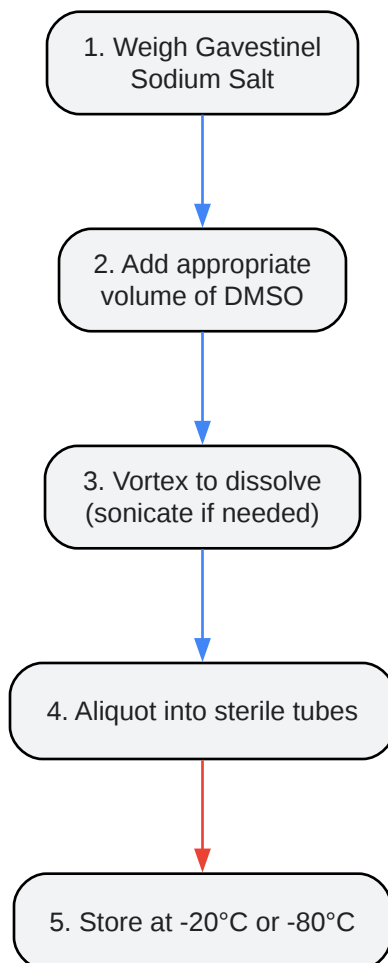 1. Weigh Gavestinel
Sodium Salt
2. Add appropriate
volume of DMSO
3. Vortex to dissolve
(sonicate if needed)
4. Aliquot into sterile tubes
5. Store at -20°C or -80°C